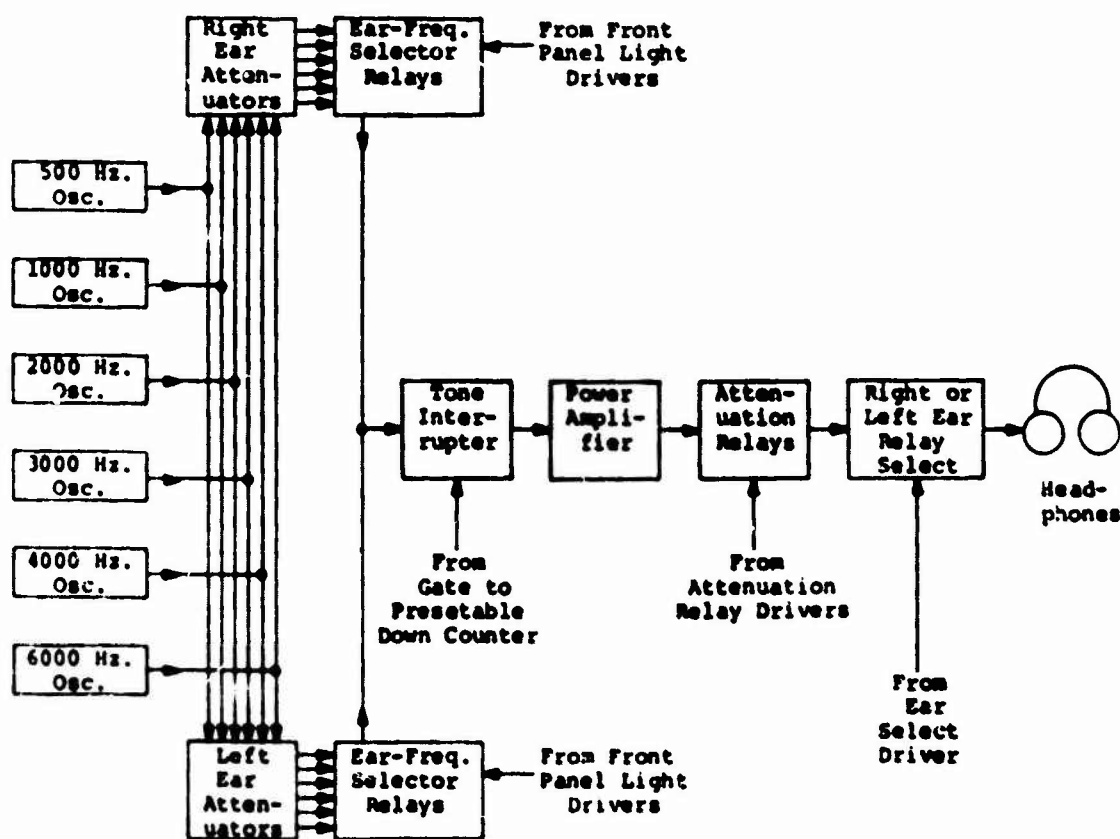 Right
Ear
Atten-
uators
Ear-Freq.
Selector
Relays
From Front
Panel Light
Drivers
500 Hz.
Osc.
1000 Hz.
Osc.
2000 Hz.
Osc.
3000 Hz.
Osc.
4000 Hz.
Osc.
6000 Hz.
Osc.
Tone
Inter-
rupter
Power
Ampli-
fier
Atten-
uation
Relays
Right or
Left Ear
Relay
Select
Head-
phones
From
Gate to
Presetable
Down Counter
From
Attenuation
Relay Drivers
From
Ear
Select
Driver
Left
Ear
Atten-
uators
Ear-Freq.
Selector
Relays
From Front
Panel Light
Drivers